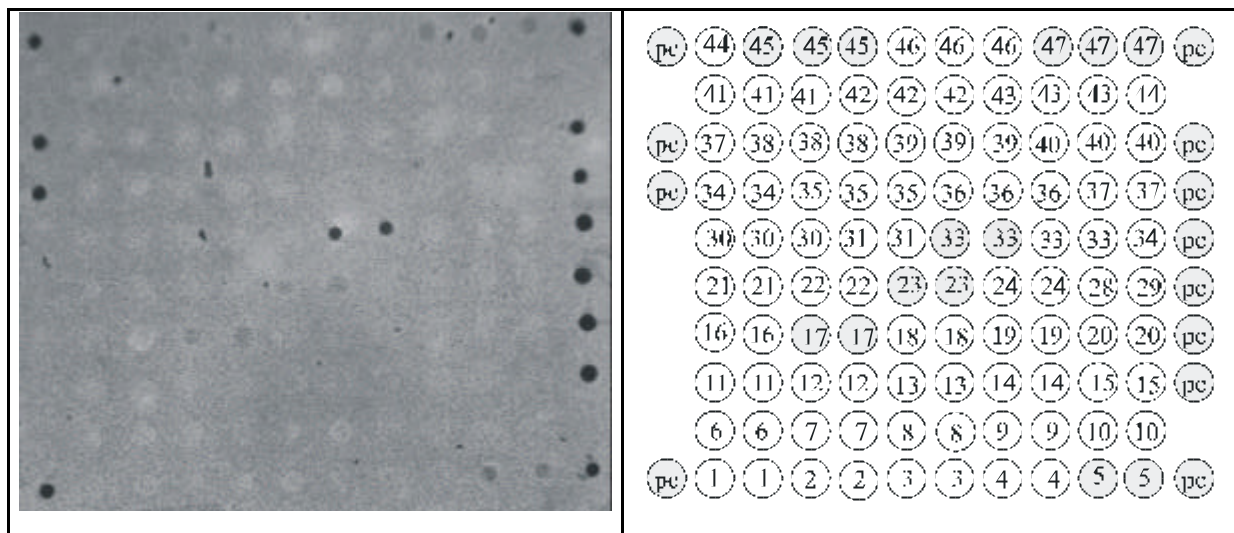 pc 44 45 45 45 46 46 46 47 47 47 pc
41 41 41 42 42 42 43 43 43 44
pc 37 38 38 38 39 39 39 40 40 40 pc
pc 34 34 35 35 35 36 36 36 37 37 pc
30 30 30 31 31 33 33 33 33 34 pc
21 21 22 22 23 23 24 24 28 29 pc
16 16 17 17 18 18 19 19 20 20 pc
11 11 12 12 13 13 14 14 15 15 pc
6 6 7 7 8 8 9 9 10 10
pc 1 1 2 2 3 3 4 4 5 5 pc